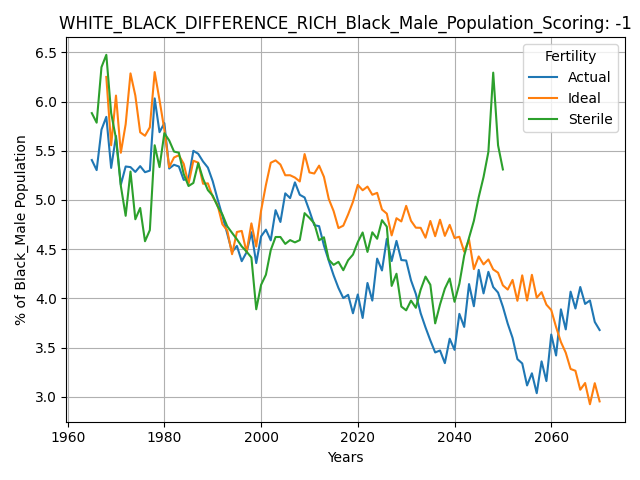 WHITE_BLACK_DIFFERENCE_RICH_Black_Male_Population_Scoring: -1
% of Black_Male Population
6.5
6.0
5.5
5.0
4.5
4.0
3.5
3.0
Fertility
Actual
Ideal
Sterile
1960 1980 2000 2020 2040 2060
Years